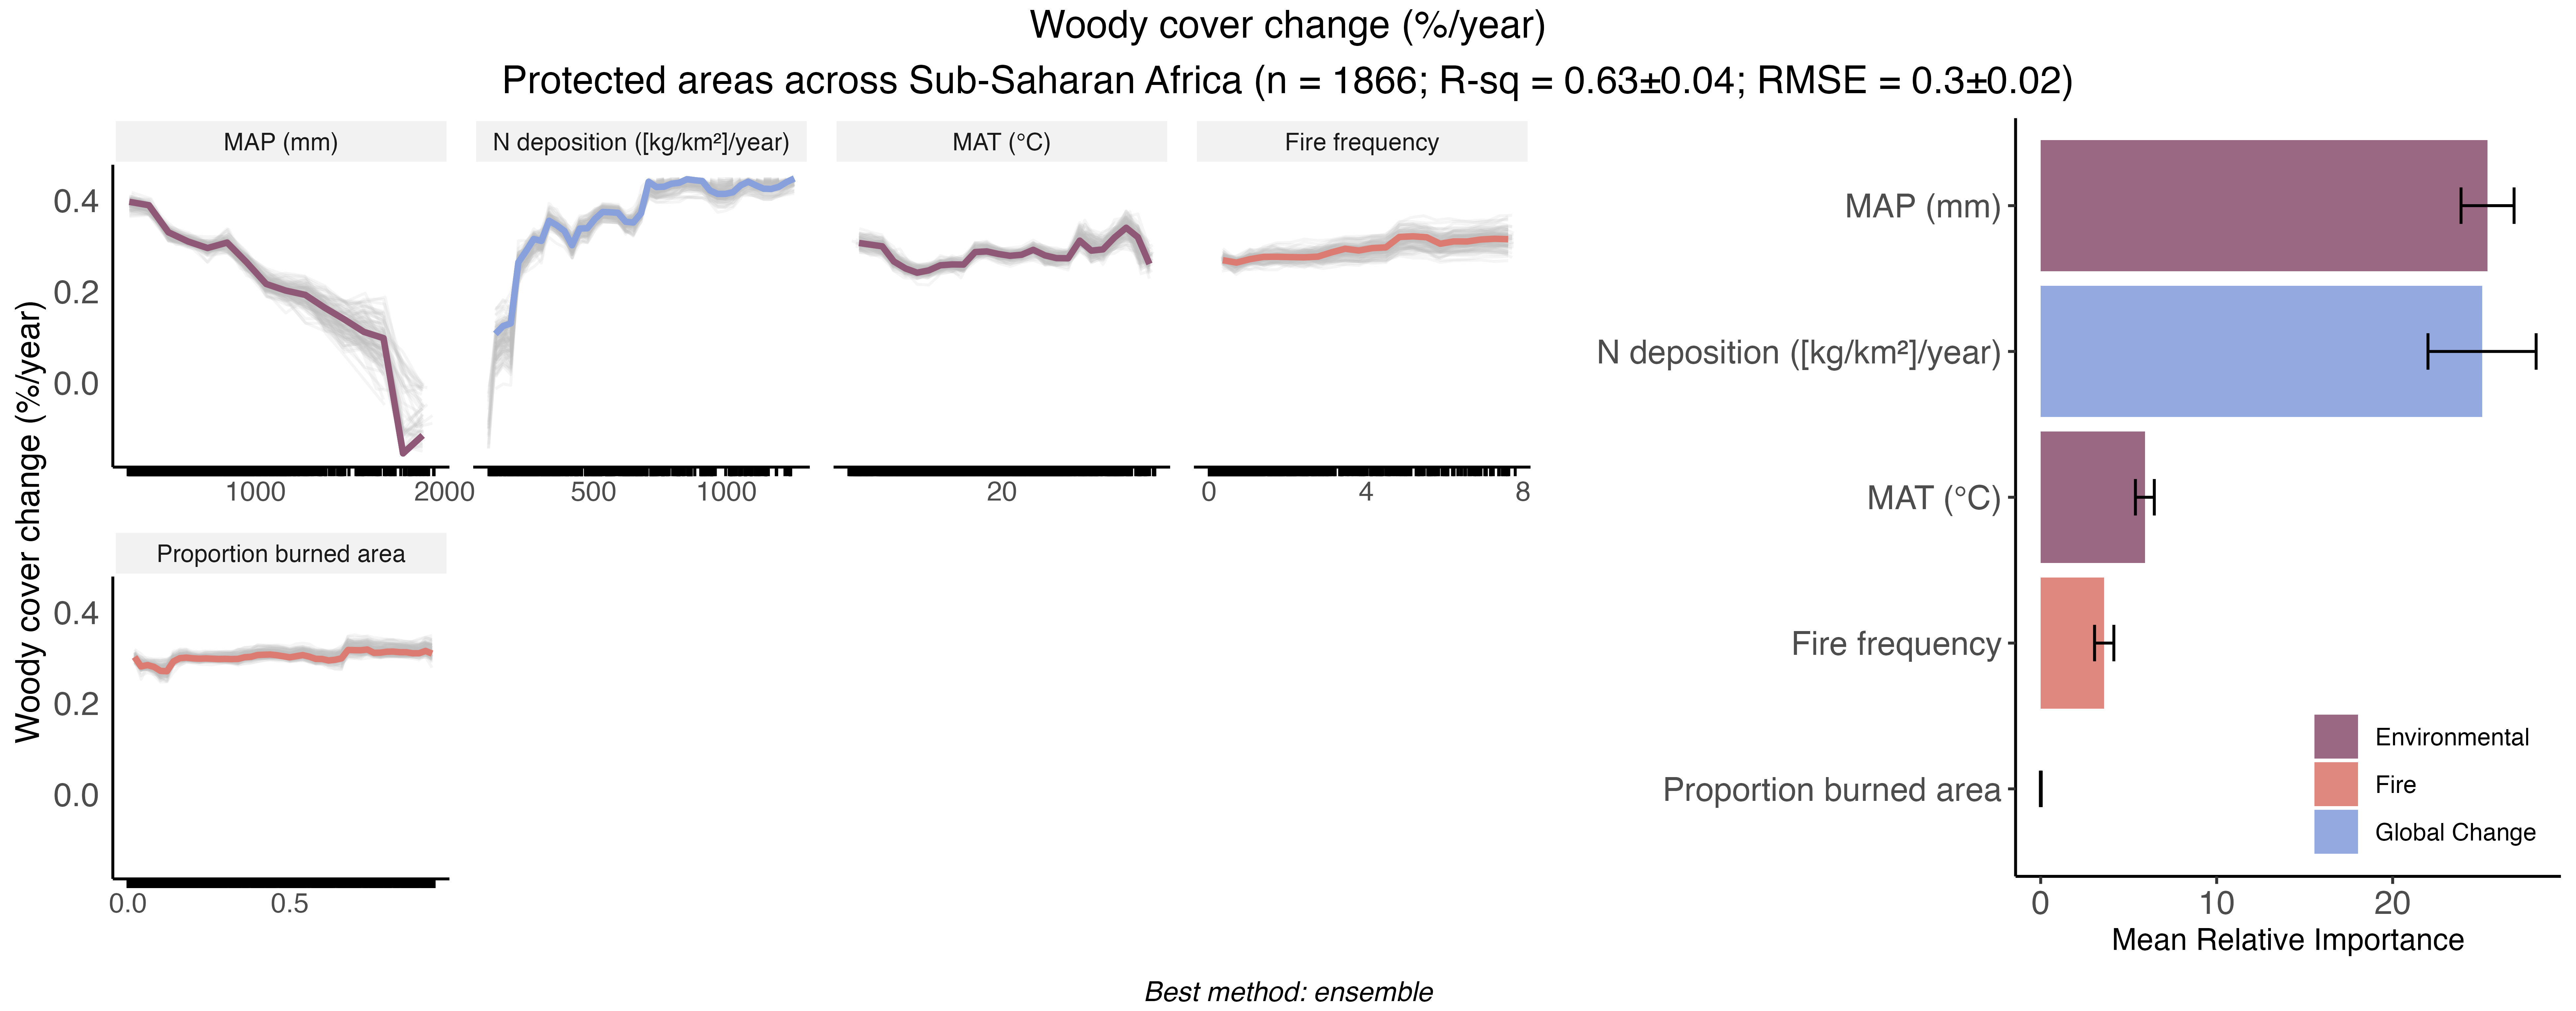 Woody cover change (%/year)
Protected areas across Sub-Saharan Africa (n = 1866; R-sq = 0.63±0.04; RMSE = 0.3±0.02)
Woody cover change (%/year)
MAP (mm)
0.4
0.2
0.0
1000
2000
N deposition ([kg/km²]/year)
500
1000
MAT (°C)
20
Fire frequency
0
4
8
Proportion burned area
0.4
0.2
0.0
0.0
0.5
MAP (mm)
N deposition ([kg/km²]/year)
MAT (°C)
Fire frequency
Proportion burned area
Environmental
Fire
Global Change
0
10
20
Mean Relative Importance
Best method: ensemble